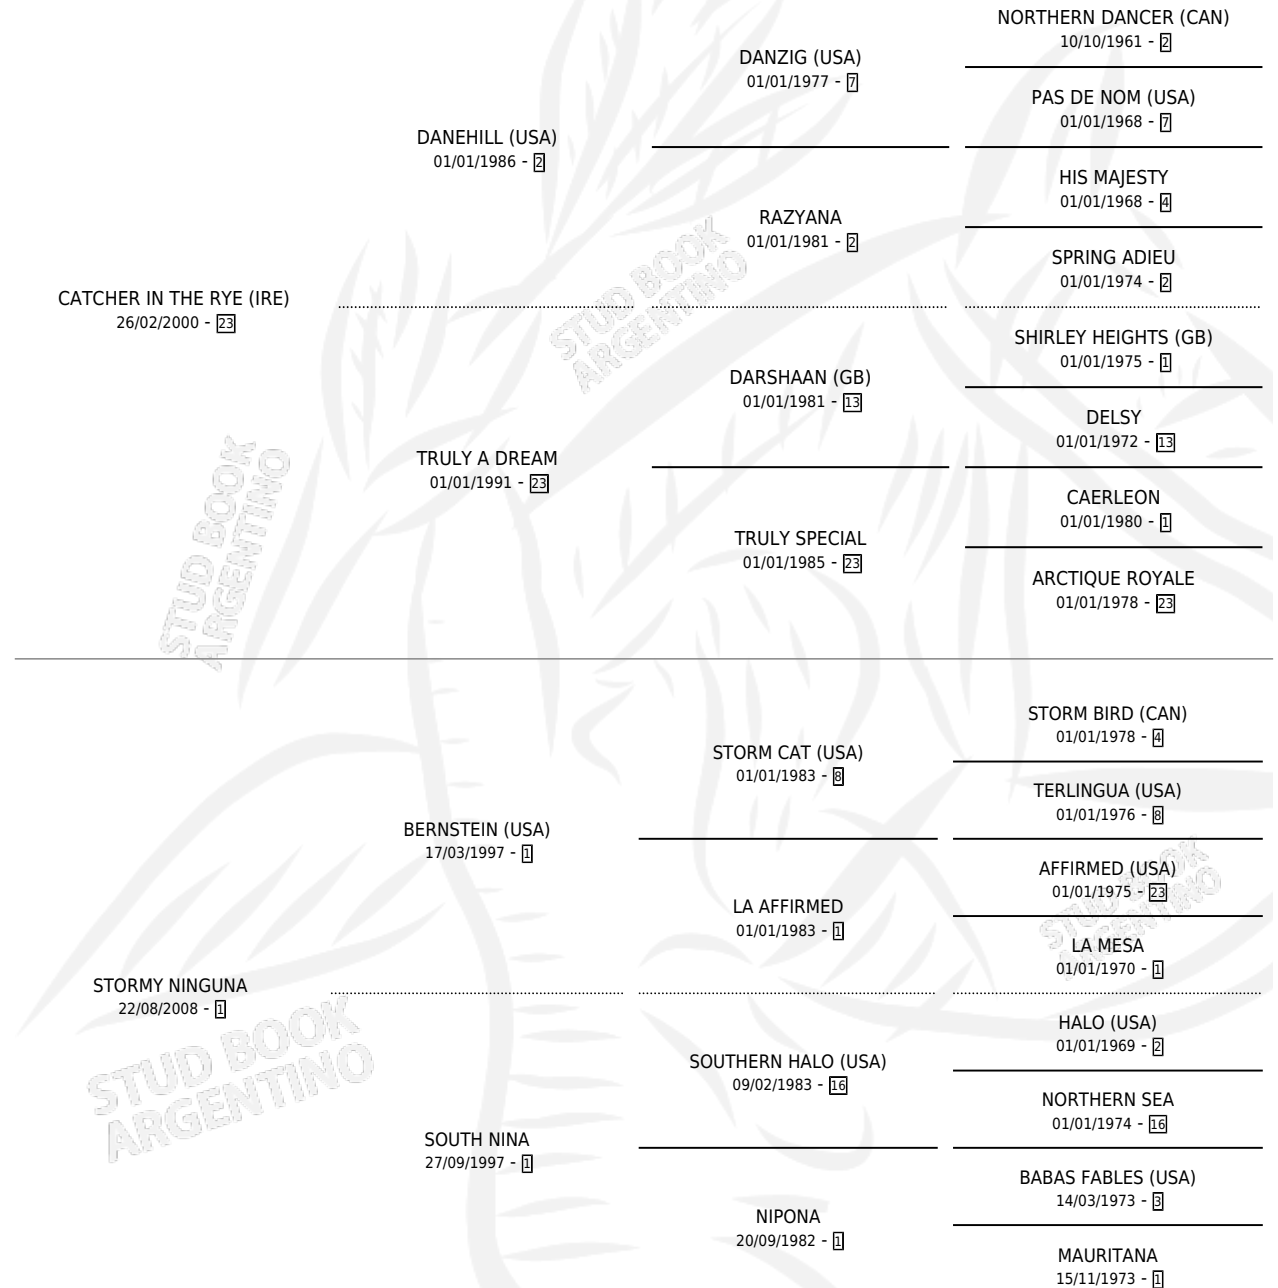 NORTHERN DANCER (CAN)
10/10/1961 - 2
DANZIG (USA)
01/01/1977 - 7
PAS DE NOM (USA)
01/01/1968 - 7
DANEHILL (USA)
01/01/1986 - 2
HIS MAJESTY
01/01/1968 - 4
RAZYANA
01/01/1981 - 2
SPRING ADIEU
01/01/1974 - 2
CATCHER IN THE RYE (IRE)
26/02/2000 - 23
STUD BOOK
ARGENTINO
SHIRLEY HEIGHTS (GB)
01/01/1975 - 1
DARSHAAN (GB)
01/01/1981 - 13
DELSY
01/01/1972 - 13
TRULY A DREAM
01/01/1991 - 23
CAERLEON
01/01/1980 - 1
TRULY SPECIAL
01/01/1985 - 23
ARCTIQUE ROYALE
01/01/1978 - 23
STUD BOOK
ARGENTINO
STORM BIRD (CAN)
01/01/1978 - 4
STORM CAT (USA)
01/01/1983 - 8
TERLINGUA (USA)
01/01/1976 - 8
BERNSTEIN (USA)
17/03/1997 - 1
AFFIRMED (USA)
01/01/1975 - 23
STUD BOOK
ARGENTINO
LA AFFIRMED
01/01/1983 - 1
LA MESA
01/01/1970 - 1
STORMY NINGUNA
22/08/2008 - 1
STUD BOOK
ARGENTINO
HALO (USA)
01/01/1969 - 2
SOUTHERN HALO (USA)
09/02/1983 - 16
NORTHERN SEA
01/01/1974 - 16
SOUTH NINA
27/09/1997 - 1
BABAS FABLES (USA)
14/03/1973 - 3
NIPONA
20/09/1982 - 1
MAURITANA
15/11/1973 - 1